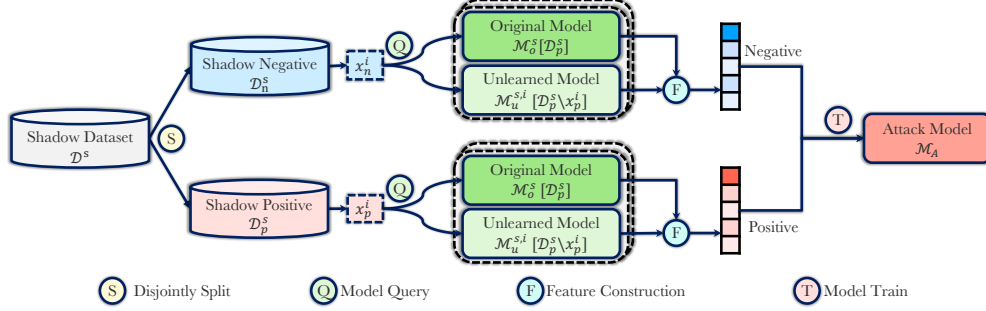 Shadow Dataset
𝒟ˢ
S
Shadow Negative
𝒟ₙˢ
xₙⁱ
Q
Original Model
ℳₒˢ[𝒟ₚˢ]
Unlearned Model
ℳᵤˢ,ⁱ [𝒟ₚˢ\xₚⁱ]
F
Negative
Shadow Positive
𝒟ₚˢ
xₚⁱ
Q
Original Model
ℳₒˢ [𝒟ₚˢ]
Unlearned Model
ℳᵤˢ,ⁱ [𝒟ₚˢ\xₚⁱ]
F
Positive
T
Attack Model
ℳ_A
S Disjointly Split
Q Model Query
F Feature Construction
T Model Train